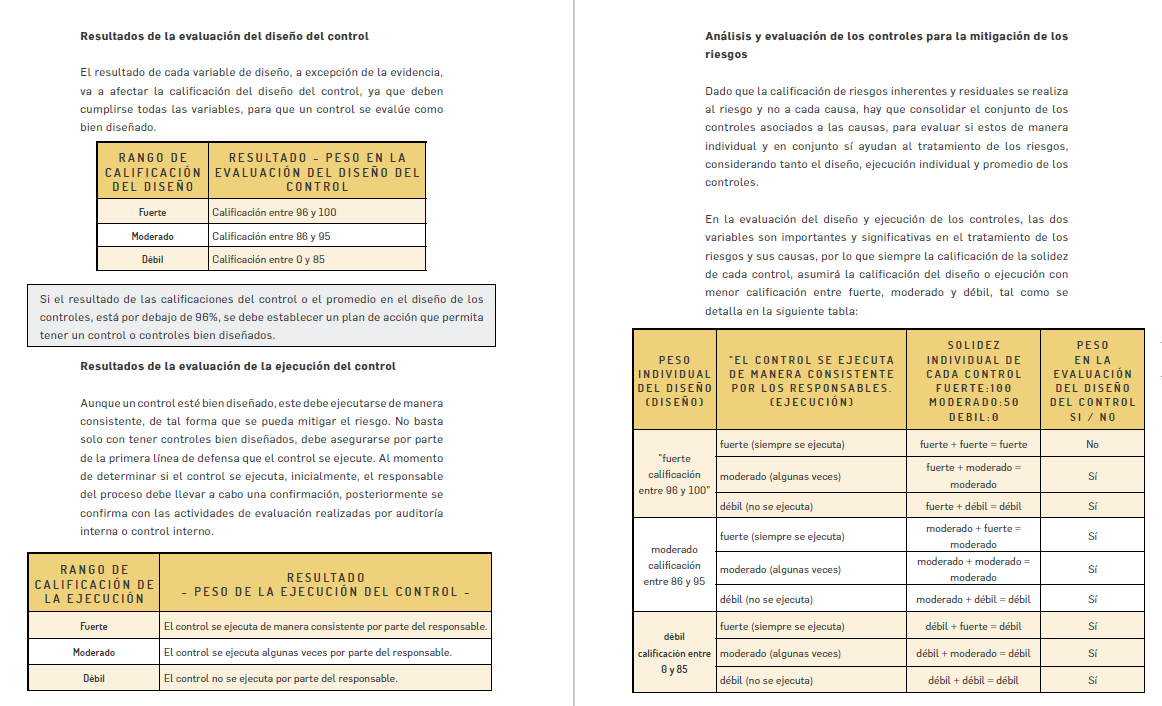 Resultados de la evaluación del diseño del control
El resultado de cada variable de diseño, a excepción de la evidencia,
va a afectar la calificación del diseño del control, ya que deben
cumplirse todas las variables, para que un control se evalúe como
bien diseñado.
RANGO DE
CALIFICACIÓN
DEL DISEÑO
RESULTADO - PESO EN LA
EVALUACIÓN DEL DISEÑO DEL
CONTROL
Fuerte
Calificación entre 96 y 100
Moderado
Calificación entre 86 y 95
Débil
Calificación entre 0 y 85
Si el resultado de las calificaciones del control o el promedio en el diseño de los
controles, está por debajo de 96%, se debe establecer un plan de acción que permita
tener un control o controles bien diseñados.
Resultados de la evaluación de la ejecución del control
Aunque un control esté bien diseñado, este debe ejecutarse de manera
consistente, de tal forma que se pueda mitigar el riesgo. No basta
solo con tener controles bien diseñados, debe asegurarse por parte
de la primera línea de defensa que el control se ejecute. Al momento
de determinar si el control se ejecuta, inicialmente, el responsable
del proceso debe llevar a cabo una confirmación, posteriormente se
confirma con las actividades de evaluación realizadas por auditoría
interna o control interno.
RANGO DE
CALIFICACIÓN DE
LA EJECUCIÓN
RESULTADO
- PESO DE LA EJECUCIÓN DEL CONTROL -
Fuerte
El control se ejecuta de manera consistente por parte del responsable.
Moderado
El control se ejecuta algunas veces por parte del responsable.
Débil
El control no se ejecuta por parte del responsable.
Análisis y evaluación de los controles para la mitigación de los
riesgos
Dado que la calificación de riesgos inherentes y residuales se realiza
al riesgo y no a cada causa, hay que consolidar el conjunto de los
controles asociados a las causas, para evaluar si estos de manera
individual y en conjunto sí ayudan al tratamiento de los riesgos,
considerando tanto el diseño, ejecución individual y promedio de los
controles.
En la evaluación del diseño y ejecución de los controles, las dos
variables son importantes y significativas en el tratamiento de los
riesgos y sus causas, por lo que siempre la calificación de la solidez
de cada control, asumirá la calificación del diseño o ejecución con
menor calificación entre fuerte, moderado y débil, tal como se
detalla en la siguiente tabla:
PESO
INDIVIDUAL
DEL DISEÑO
(DISEÑO)
"EL CONTROL SE EJECUTA
DE MANERA CONSISTENTE
POR LOS RESPONSABLES.
(EJECUCIÓN)
SOLIDEZ
INDIVIDUAL DE
CADA CONTROL
FUERTE:100
MODERADO:50
DEBIL:0
PESO
EN LA
EVALUACIÓN
DEL DISEÑO
DEL CONTROL
SI / NO
"fuerte
calificación
entre 96 y 100"
fuerte (siempre se ejecuta)
fuerte + fuerte = fuerte
No
moderado (algunas veces)
fuerte + moderado =
moderado
Sí
débil (no se ejecuta)
fuerte + débil = débil
Sí
moderado
calificación
entre 86 y 95
fuerte (siempre se ejecuta)
moderado + fuerte =
moderado
Sí
moderado (algunas veces)
moderado + moderado =
moderado
Sí
débil (no se ejecuta)
moderado + débil = débil
Sí
débil
calificación entre
0 y 85
fuerte (siempre se ejecuta)
débil + fuerte = débil
Sí
moderado (algunas veces)
débil + moderado = débil
Sí
débil (no se ejecuta)
débil + débil = débil
Sí